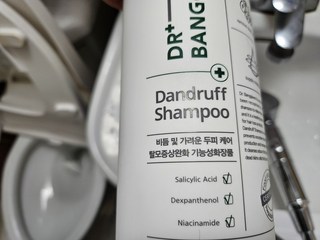 DR+
BANG
Dandruff
Shampoo
비듬 및 가려운 두피 케어
탈모증상완화 기능성화장품
Salicylic Acid
Dexpanthenol
Niacinamide